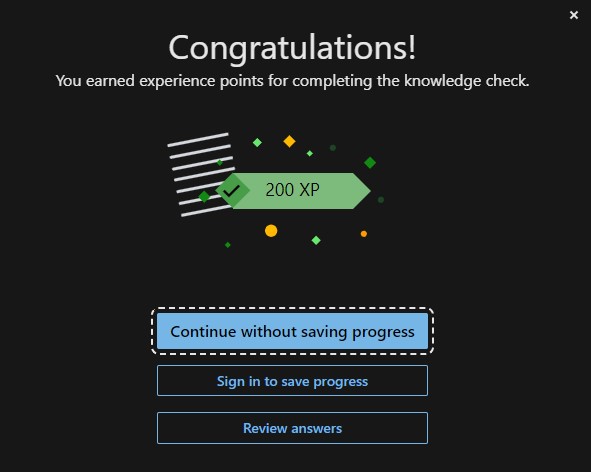 Congratulations!
You earned experience points for completing the knowledge check.
200 XP
Continue without saving progress
Sign in to save progress
Review answers